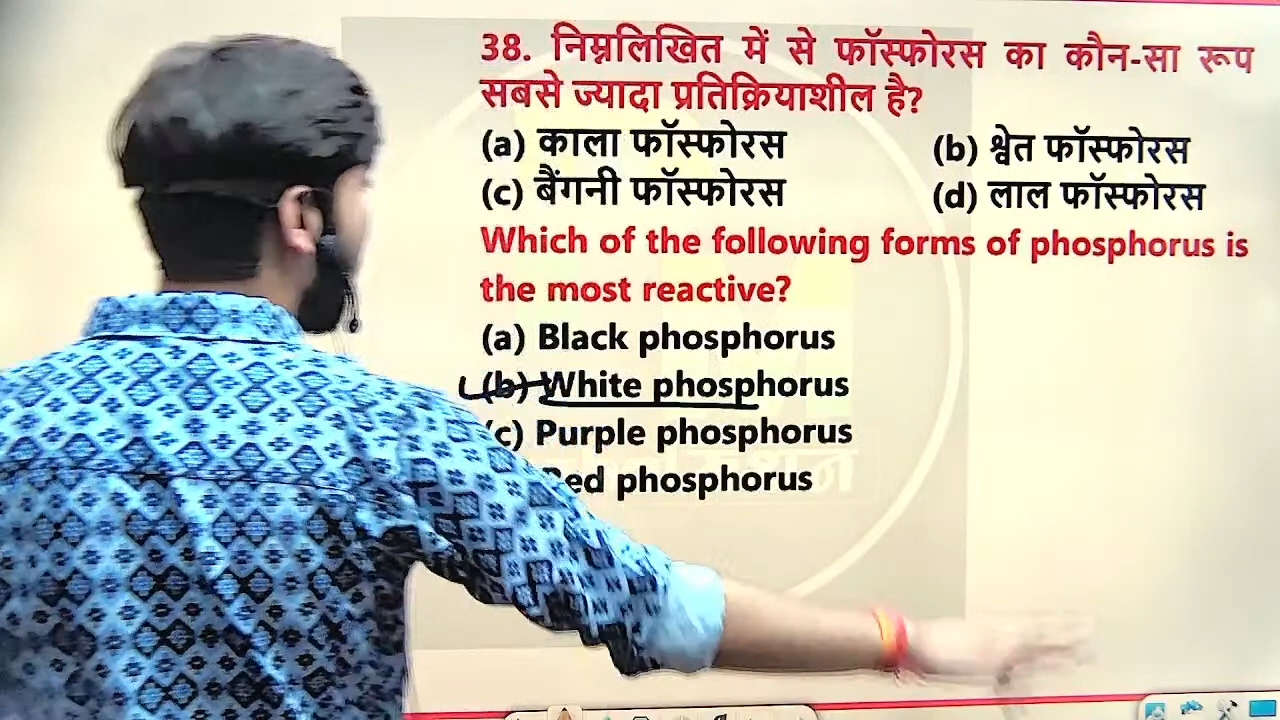 38. निम्नलिखित में से फॉस्फोरस का कौन-सा रूप
सबसे ज्यादा प्रतिक्रियाशील है?
(a) काला फॉस्फोरस (b) श्वेत फॉस्फोरस
(c) बैंगनी फॉस्फोरस (d) लाल फॉस्फोरस
Which of the following forms of phosphorus is
the most reactive?
(a) Black phosphorus
(b) White phosphorus
(c) Purple phosphorus
Red phosphorus